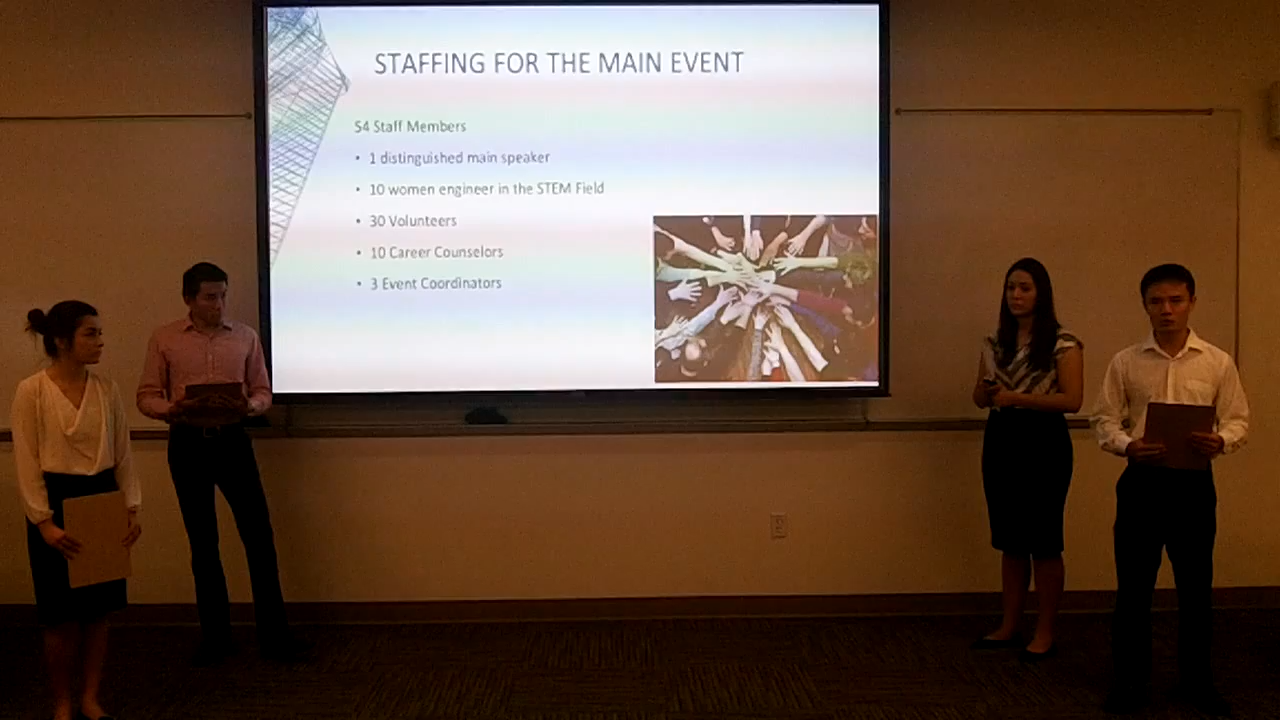 STAFFING FOR THE MAIN EVENT
54 Staff Members
• 1 distinguished main speaker
• 10 women engineer in the STEM Field
• 30 Volunteers
• 10 Career Counselors
• 3 Event Coordinators